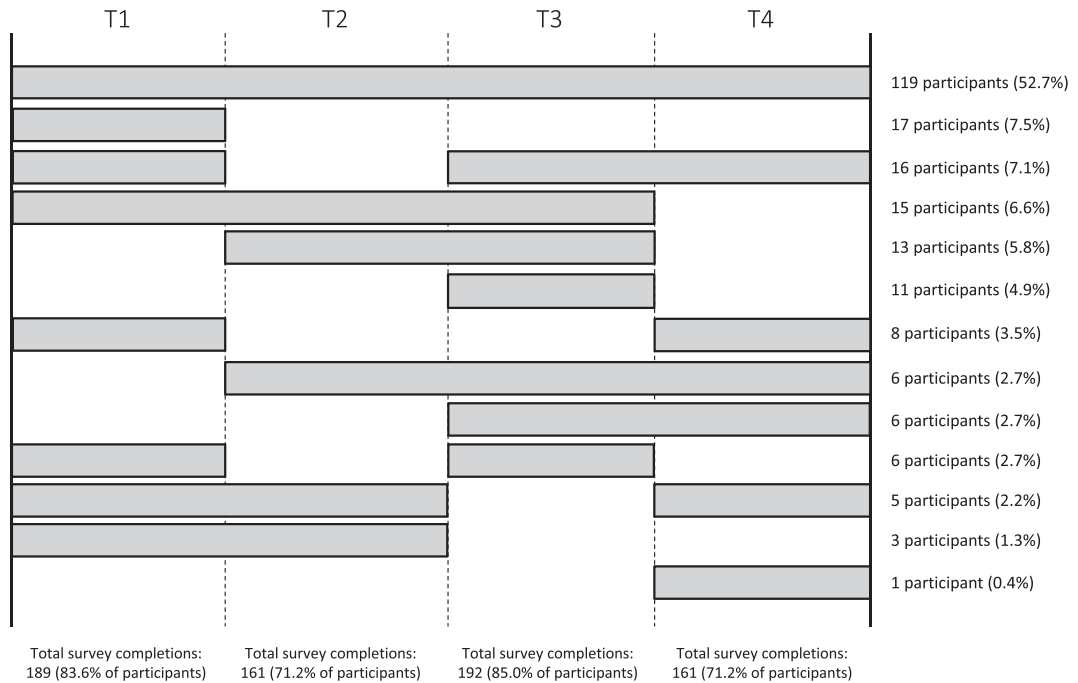 T1 T2 T3 T4
119 participants (52.7%)
17 participants (7.5%)
16 participants (7.1%)
15 participants (6.6%)
13 participants (5.8%)
11 participants (4.9%)
8 participants (3.5%)
6 participants (2.7%)
6 participants (2.7%)
6 participants (2.7%)
5 participants (2.2%)
3 participants (1.3%)
1 participant (0.4%)
Total survey completions: Total survey completions: Total survey completions: Total survey completions:
189 (83.6% of participants) 161 (71.2% of participants) 192 (85.0% of participants) 161 (71.2% of participants)